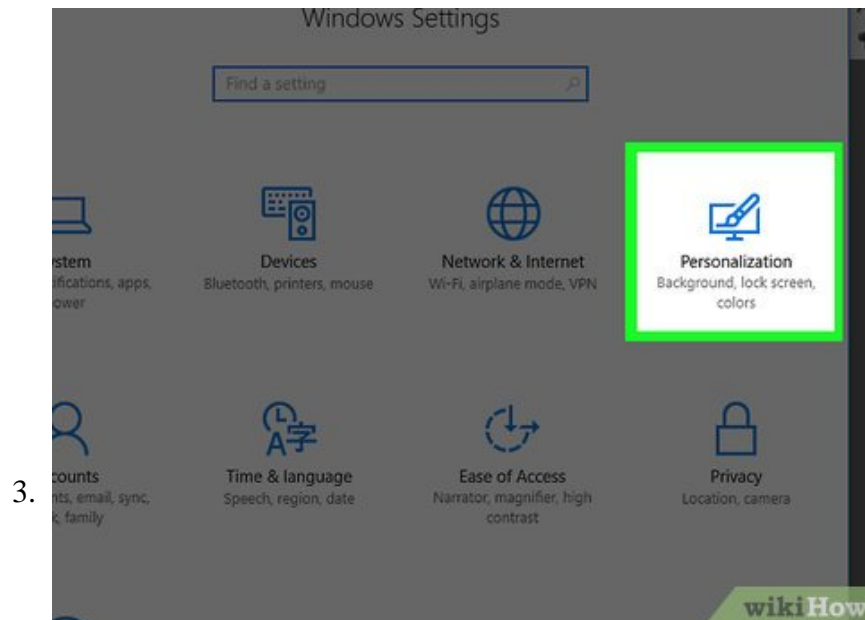 Windows Settings
Find a setting
stem
ifications, apps,
ower
Devices
Bluetooth, printers, mouse
Network & Internet
Wi-Fi, airplane mode, VPN
Personalization
Background, lock screen,
colors
3.
counts
nts, email, sync,
k, family
Time & language
Speech, region, date
Ease of Access
Narrator, magnifier, high
contrast
Privacy
Location, camera
A字
wikiHow